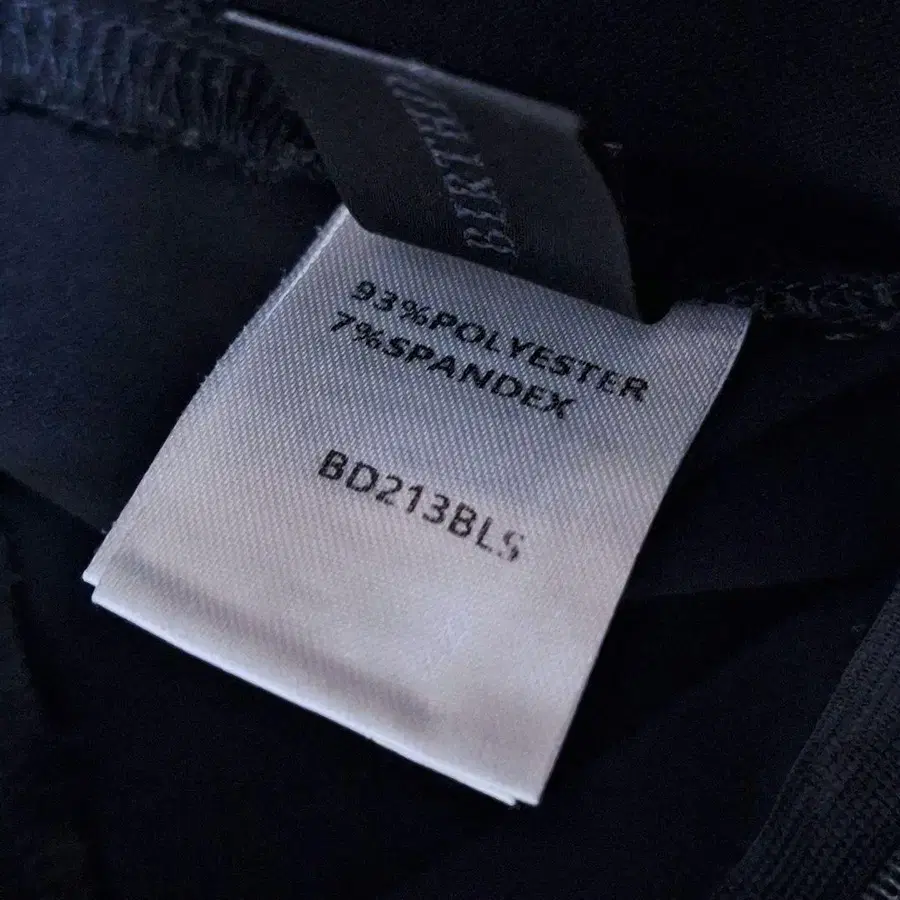 93%POLYESTER
7%SPANDEX
BD213BLS